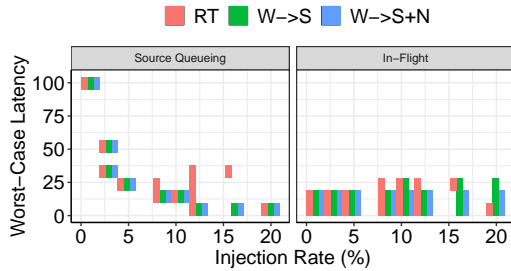 RT W−>S W−>S+N
Source Queueing In−Flight
Worst−Case Latency
100
75
50
25
0
0 5 10 15 20 0 5 10 15 20
Injection Rate (%)